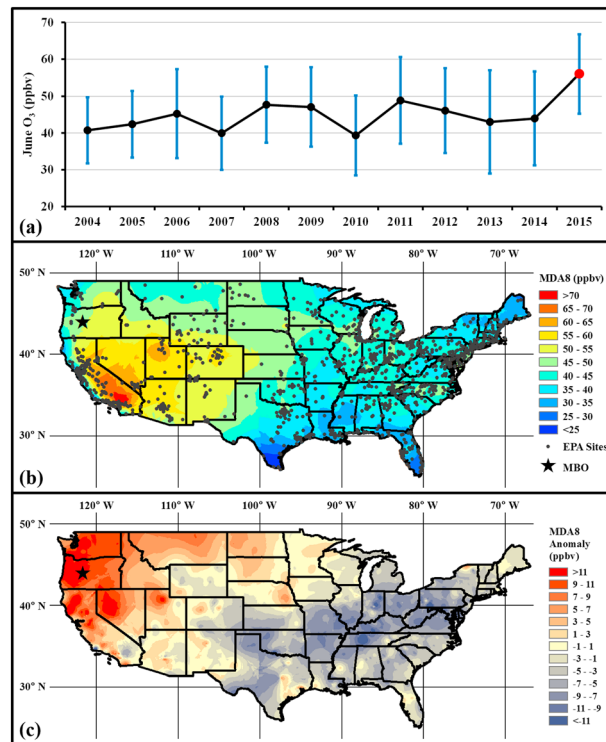 70
60
50
40
30
20
June O3 (ppbv)
(a)
2004 2005 2006 2007 2008 2009 2010 2011 2012 2013 2014 2015
120° W 110° W 100° W 90° W 80° W 70° W
50° N
40° N
30° N
(b)
MDA8 (ppbv)
>70
65 - 70
60 - 65
55 - 60
50 - 55
45 - 50
40 - 45
35 - 40
30 - 35
25 - 30
<25
EPA Sites
MBO
120° W 110° W 100° W 90° W 80° W 70° W
50° N
40° N
30° N
(c)
MDA8
Anomaly
(ppbv)
>11
9 - 11
7 - 9
5 - 7
3 - 5
1 - 3
-1 - 1
-3 - -1
-5 - -3
-7 - -5
-9 - -7
-11 - -9
<-11